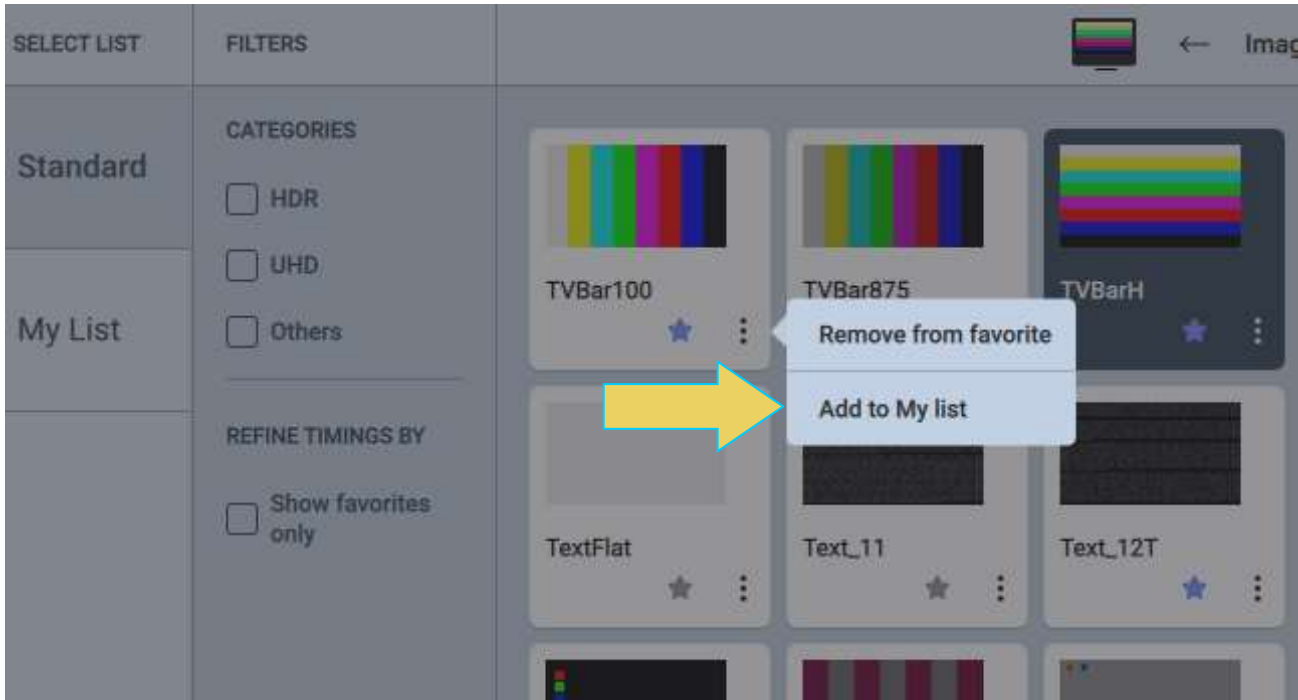 SELECT LIST
FILTERS
← Imag
CATEGORIES
Standard
HDR
UHD
My List
Others
REFINE TIMINGS BY
Show favorites
only
TVBar100
TVBar875
TVBarH
Remove from favorite
Add to My list
TextFlat
Text_11
Text_12T